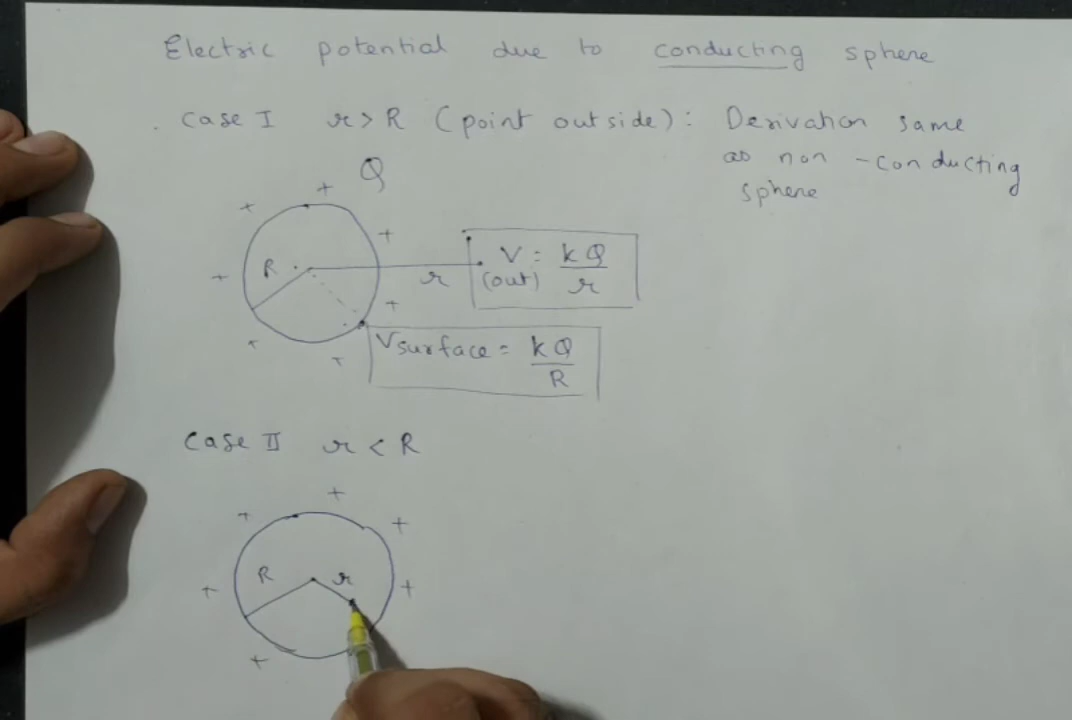 Electric potential due to conducting sphere
Case I r > R (point outside): Derivation same
as non-conducting
sphere
Q
+ + + + + + +
R
r
V = kQ/r
(out)
Vsurface = kQ/R
Case II r < R
+ + + + + +
R r